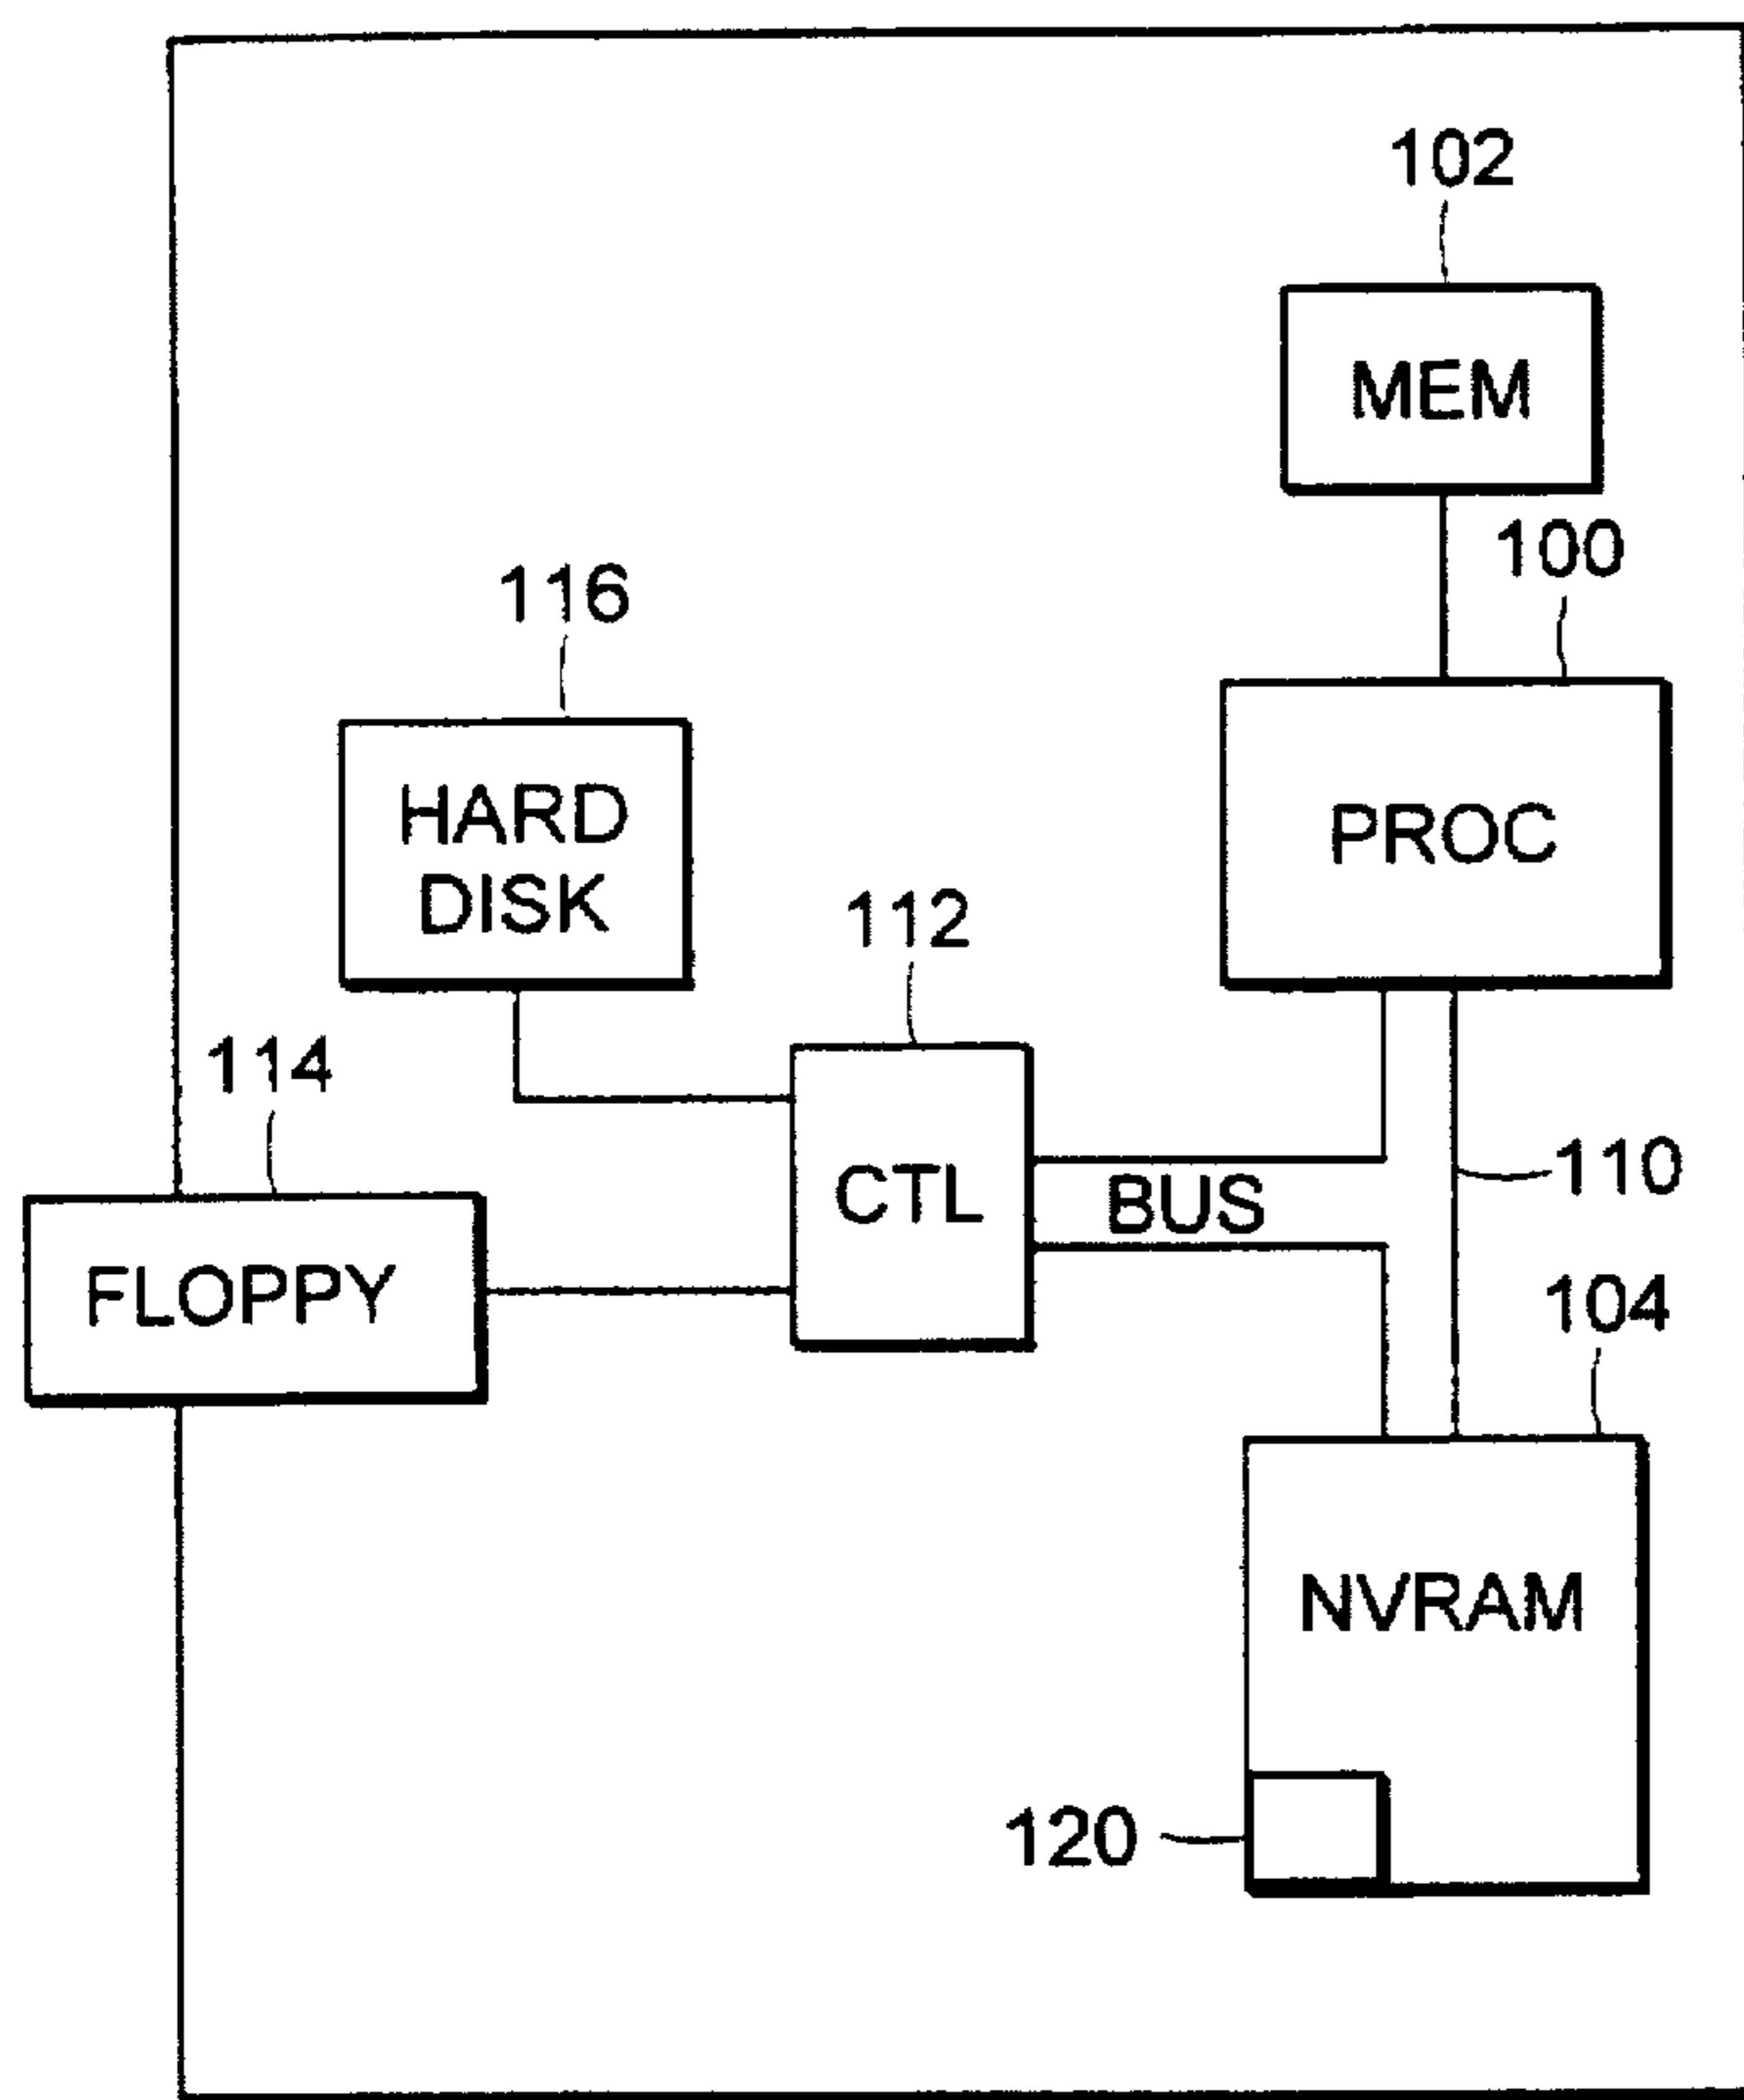 102
MEM
100
116
PROC
HARD
DISK
112
114
110
CTL
BUS
FLOPPY
104
NVRAM
120